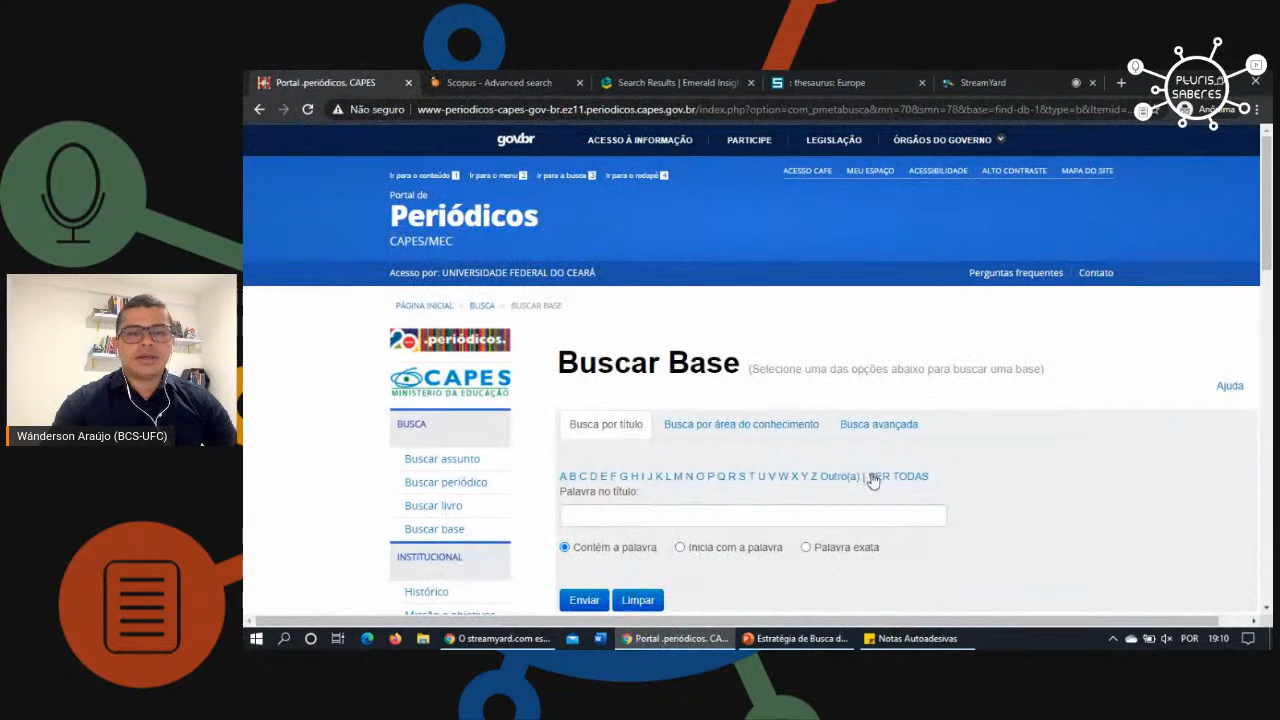 Portal .periódicos. CAPES
Scopus - Advanced search
Search Results | Emerald Insigh
: thesaurus: Europe
StreamYard
PLURIS
SABERES
Não seguro
www-periodicos-capes-gov-br.ez11.periodicos.capes.gov.br/index.php?option=com_pmetabusca&mn=70&smn=78&base=find-db-1&type=b&Itemid=...
Anônima
gov.br
ACESSO À INFORMAÇÃO
PARTICIPE
LEGISLAÇÃO
ÓRGÃOS DO GOVERNO
Ir para o conteúdo 1
Ir para o menu 2
Ir para a busca 3
Ir para o rodapé 4
ACESSO CAFE
MEU ESPAÇO
ACESSIBILIDADE
ALTO CONTRASTE
MAPA DO SITE
Portal de
Periódicos
CAPES/MEC
Acesso por: UNIVERSIDADE FEDERAL DO CEARÁ
Perguntas frequentes
Contato
PÁGINA INICIAL
BUSCA
BUSCAR BASE
.periódicos.
CAPES
MINISTÉRIO DA EDUCAÇÃO
BUSCA
Buscar assunto
Buscar periódico
Buscar livro
Buscar base
INSTITUCIONAL
Histórico
Missão e objetivos
Buscar Base (Selecione uma das opções abaixo para buscar uma base)
Ajuda
Busca por título
Busca por área do conhecimento
Busca avançada
A B C D E F G H I J K L M N O P Q R S T U V W X Y Z Outro(a) | VER TODAS
Palavra no título:
Contém a palavra
Inicia com a palavra
Palavra exata
Enviar
Limpar
Wánderson Araújo (BCS-UFC)
O streamyard.com es...
Portal .periódicos. CA...
Estratégia de Busca d...
Notas Autoadesivas
POR
19:10